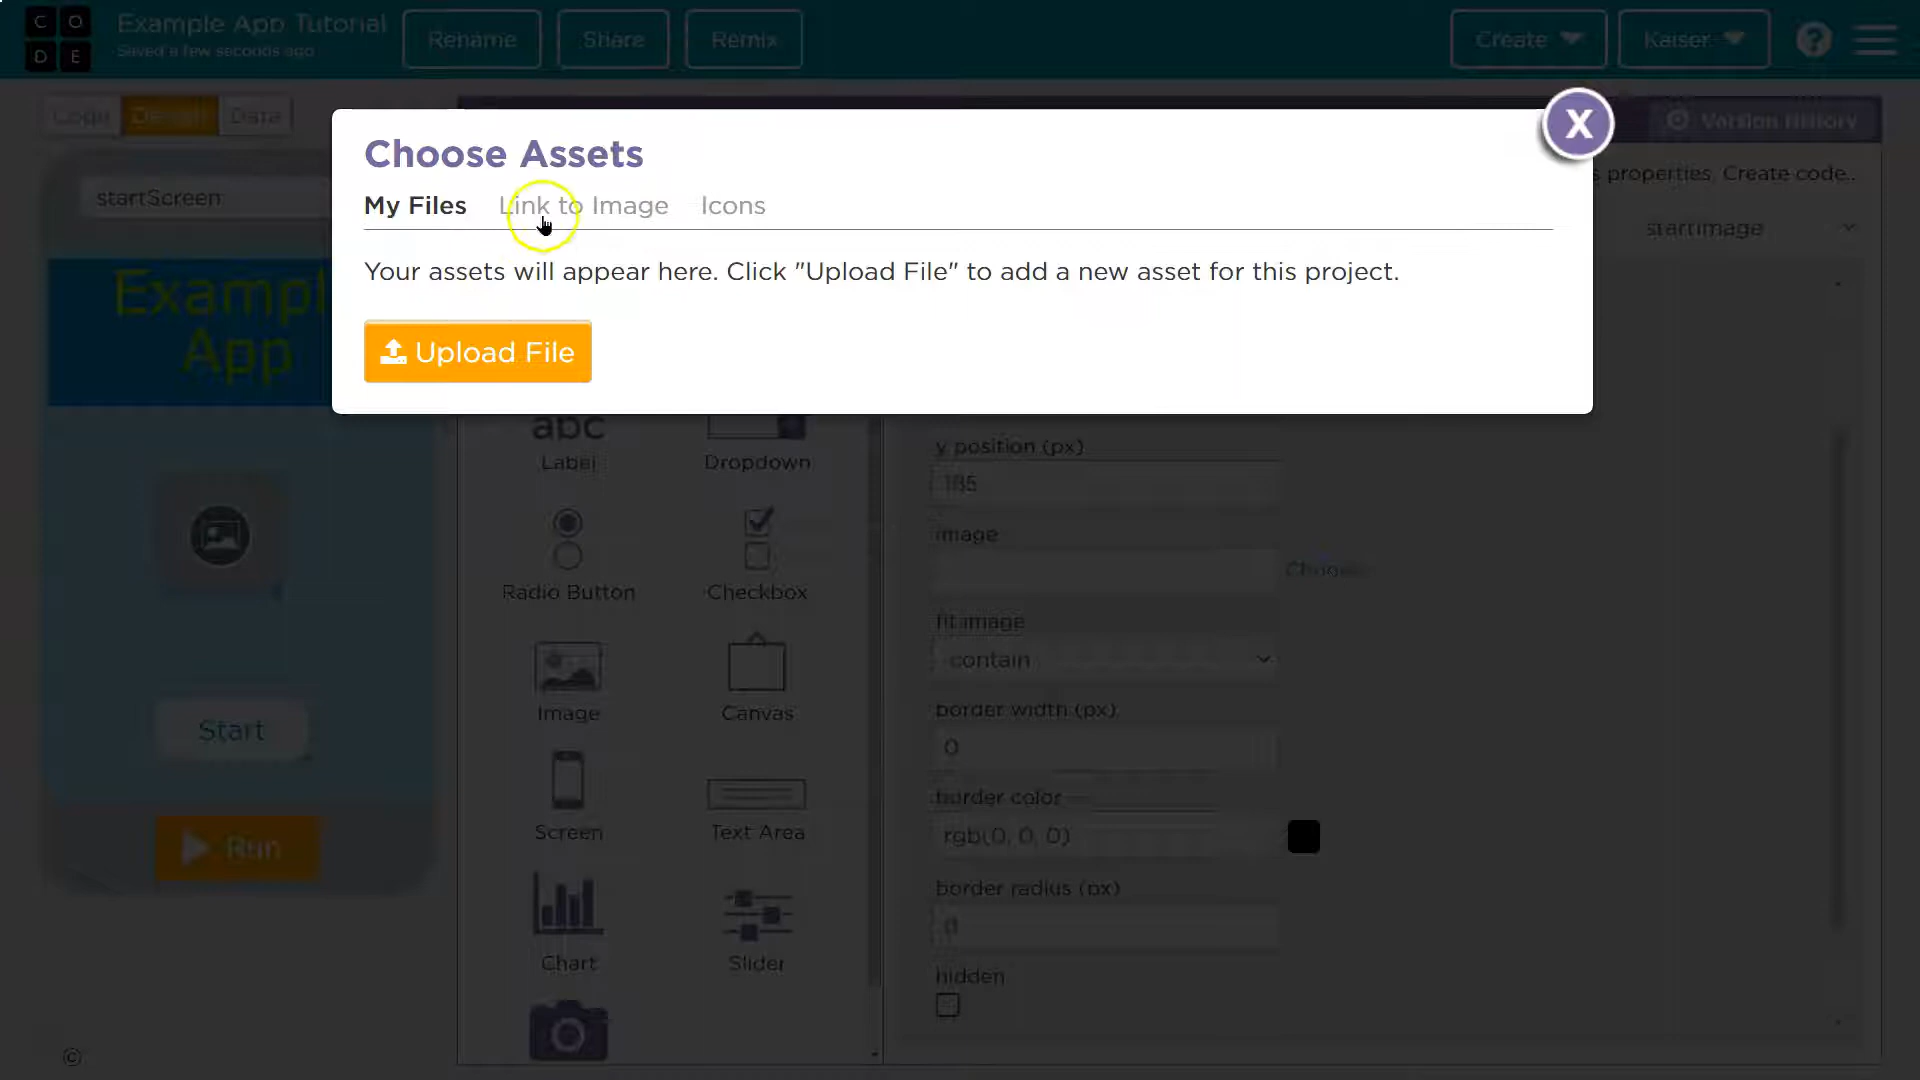 C O
D E
Example App Tutorial
Saved a few seconds ago
Rename
Share
Remix
Create
Kaiser
?
Code
Design
Data
Version History
Choose Assets
X
My Files
Link to Image
Icons
Your assets will appear here. Click "Upload File" to add a new asset for this project.
Upload File
startScreen
s properties. Create code..
startImage
Example
App
Start
Run
abc
Label
Dropdown
Radio Button
Checkbox
Image
Canvas
Screen
Text Area
Chart
Slider
y position (px)
185
image
Choose...
fit image
contain
border width (px)
0
border color
rgb(0, 0, 0)
border radius (px)
0
hidden
©